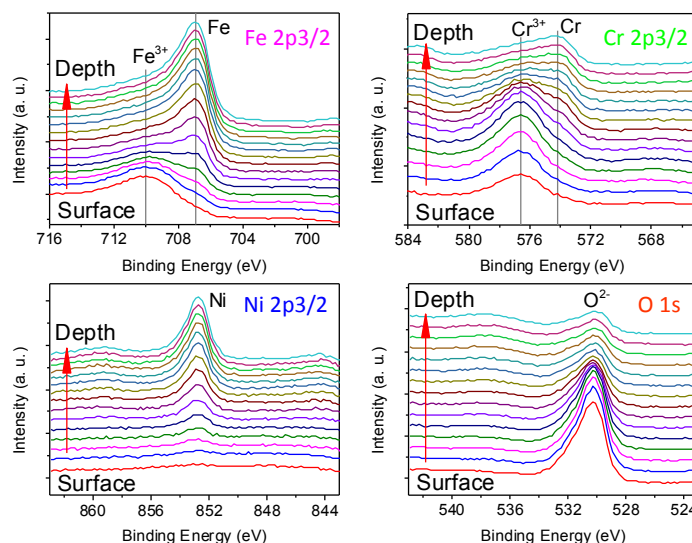 Fe
Fe³⁺
Fe 2p3/2
Depth
Surface
Intensity (a. u.)
716 712 708 704 700
Binding Energy (eV)
Cr³⁺ Cr
Cr 2p3/2
Depth
Surface
Intensity (a. u.)
584 580 576 572 568
Binding Energy (eV)
Ni
Ni 2p3/2
Depth
Surface
Intensity (a. u.)
860 856 852 848 844
Binding Energy (eV)
O²⁻
O 1s
Depth
Surface
Intensity (a. u.)
540 536 532 528 524
Binding Energy (eV)